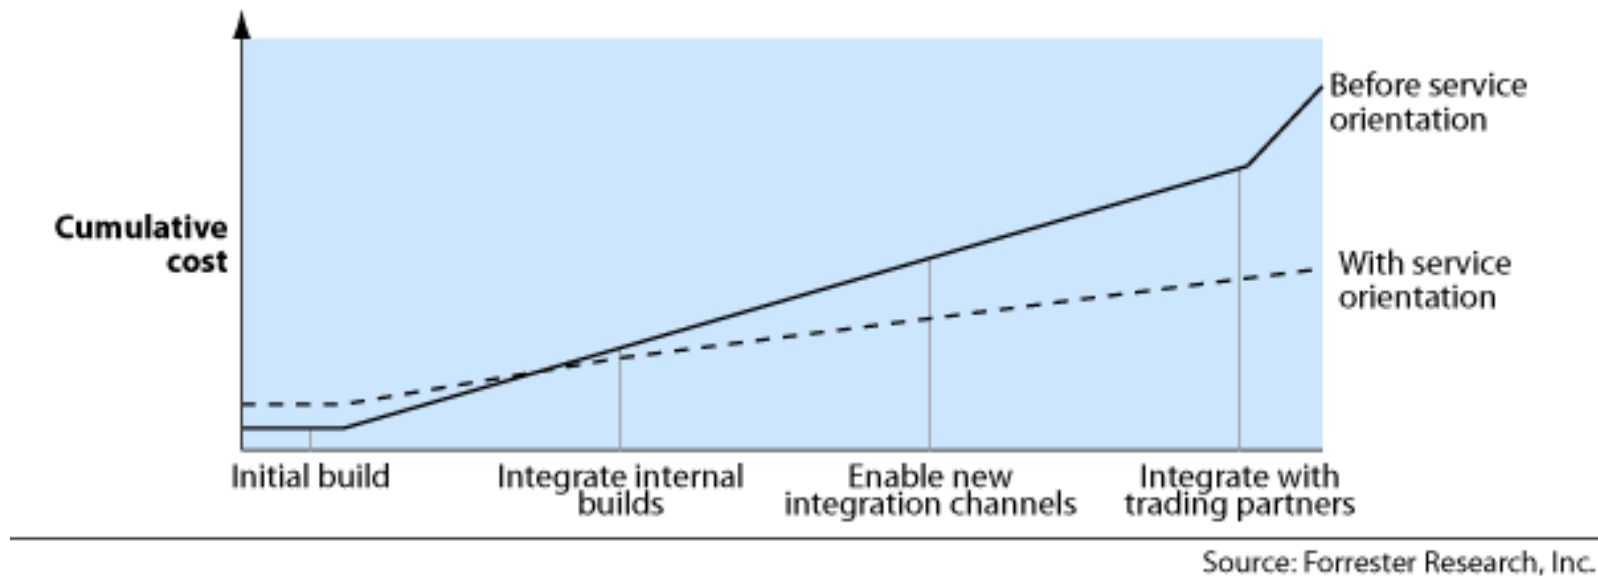 Before service
orientation
Cumulative
cost
With service
orientation
Initial build
Integrate internal
builds
Enable new
integration channels
Integrate with
trading partners
Source: Forrester Research, Inc.